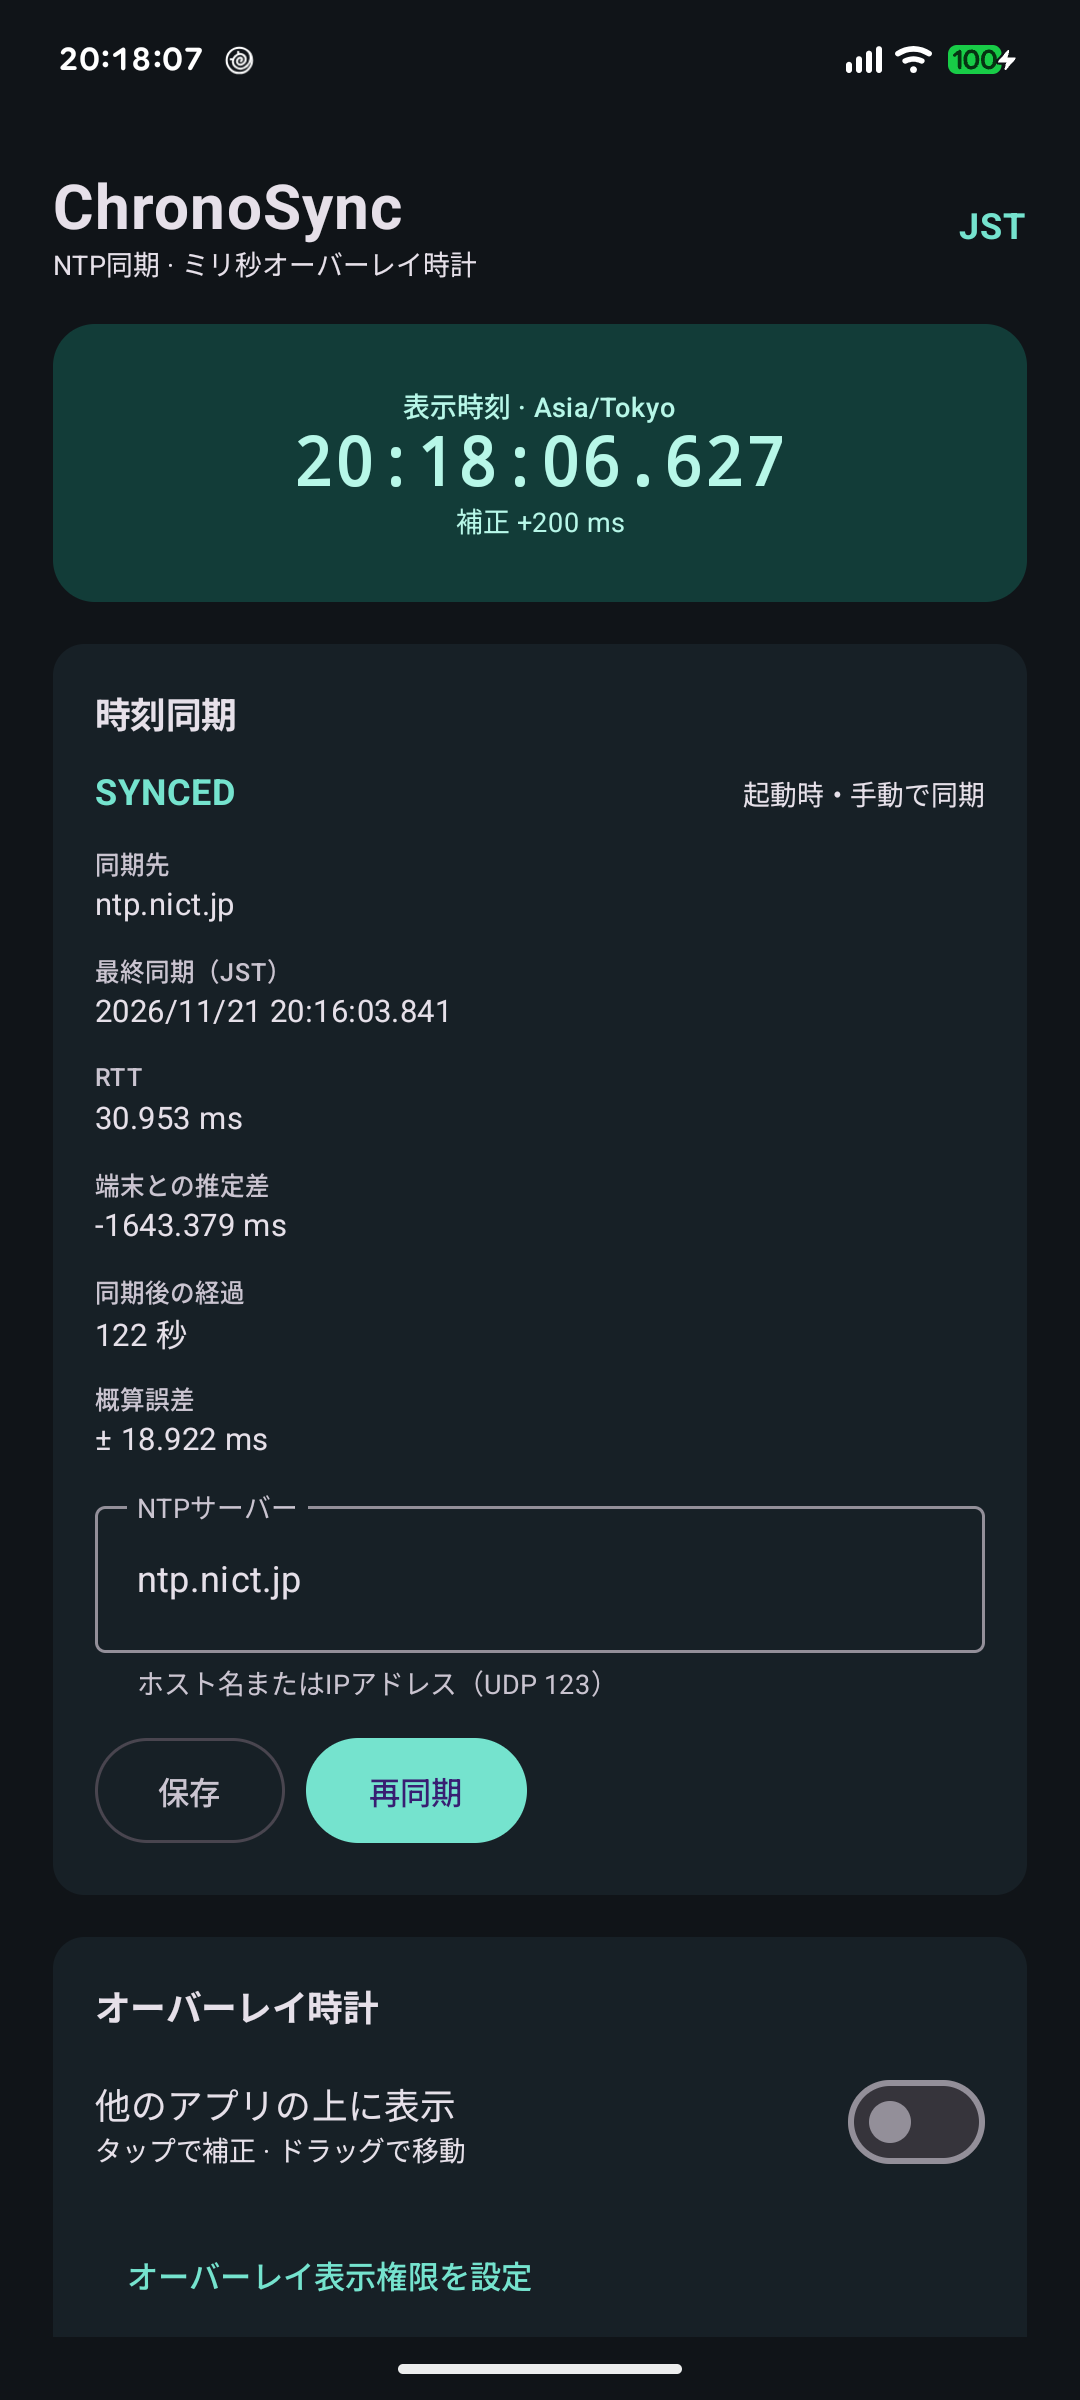 20:18:07
100
ChronoSync
JST
NTP同期 · ミリ秒オーバーレイ時計
表示時刻 · Asia/Tokyo
20:18:06.627
補正 +200 ms
時刻同期
SYNCED
起動時・手動で同期
同期先
ntp.nict.jp
最終同期（JST）
2026/11/21 20:16:03.841
RTT
30.953 ms
端末との推定差
-1643.379 ms
同期後の経過
122 秒
概算誤差
± 18.922 ms
NTPサーバー
ntp.nict.jp
ホスト名またはIPアドレス（UDP 123）
保存
再同期
オーバーレイ時計
他のアプリの上に表示
タップで補正 · ドラッグで移動
オーバーレイ表示権限を設定